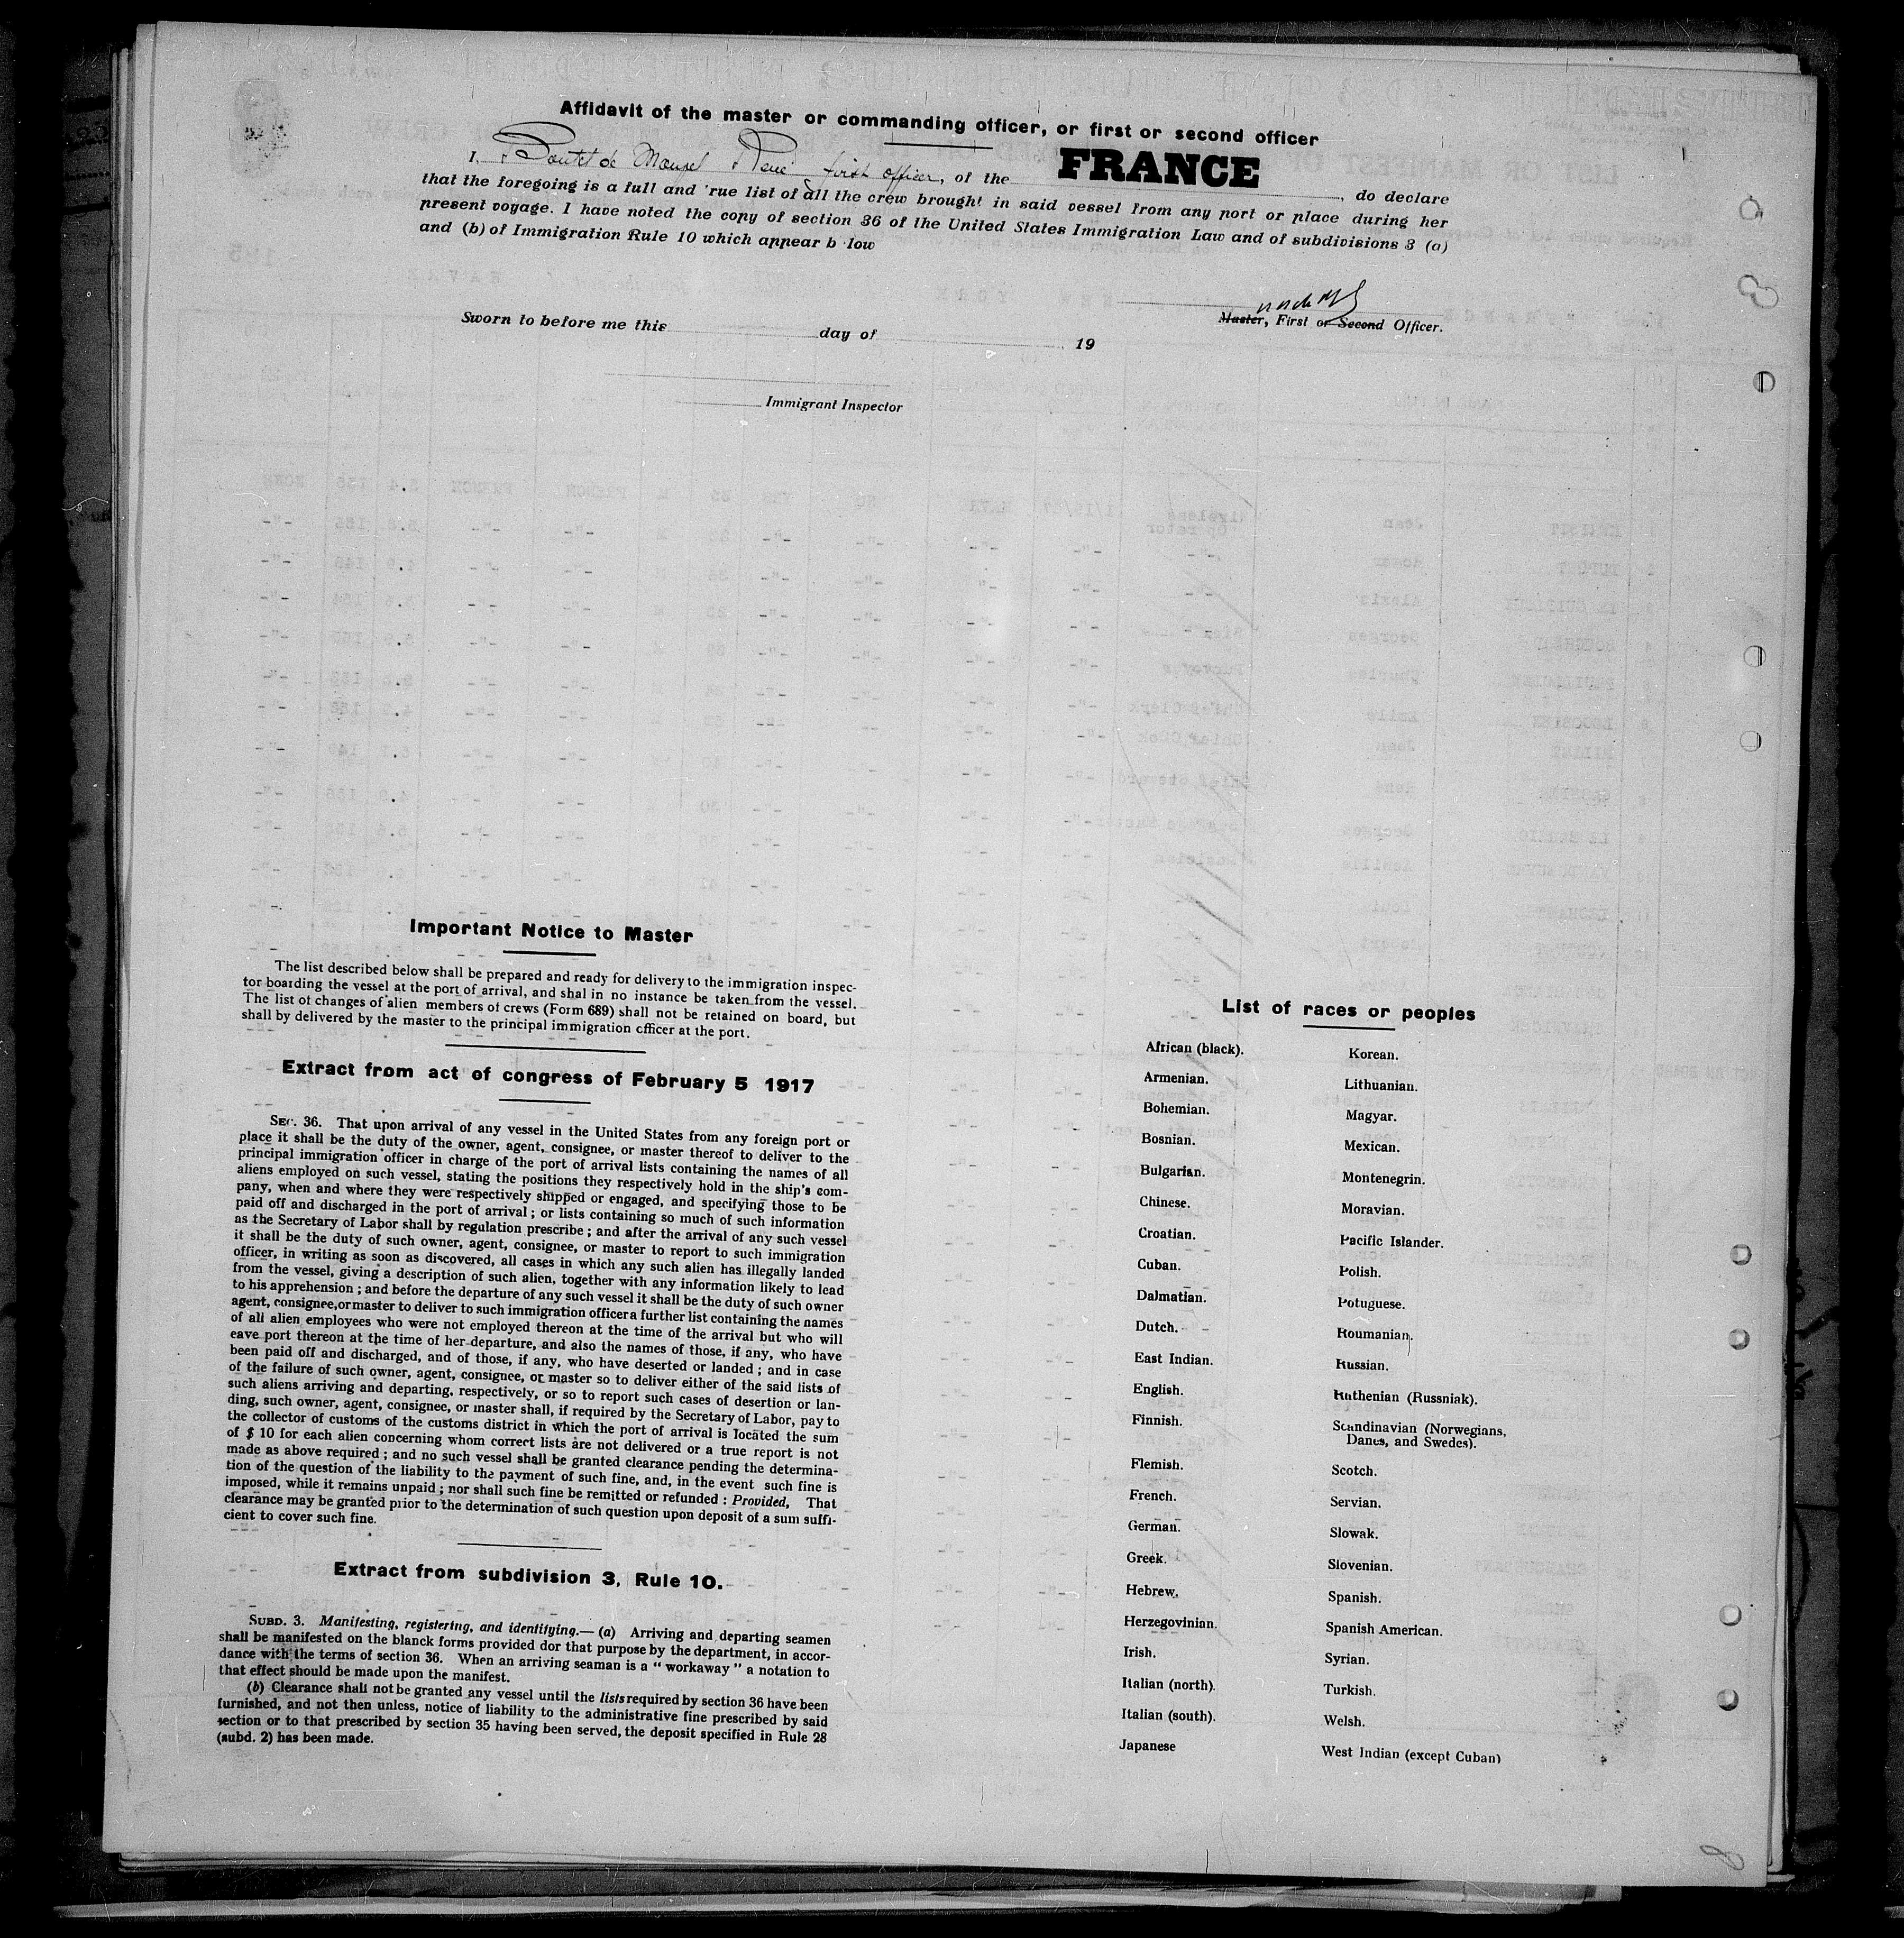 Affidavit of the master or commanding officer, or first or second officer
I, Boutet de Monvel René first officer, of the FRANCE, do declare
that the foregoing is a full and 'rue list of all the crew brought in said vessel from any port or place during her
present voyage. I have noted the copy of section 36 of the United States Immigration Law and of subdivisions 3 (a)
and (b) of Immigration Rule 10 which appear b low
Master, First or Second Officer.
Sworn to before me this day of 19
Immigrant Inspector
Important Notice to Master
The list described below shall be prepared and ready for delivery to the immigration inspec-
tor boarding the vessel at the port of arrival, and shal in no instance be taken from the vessel.
The list of changes of alien members of crews (Form 689) shall not be retained on board, but
shall by delivered by the master to the principal immigration officer at the port.
Extract from act of congress of February 5 1917
SEC. 36. That upon arrival of any vessel in the United States from any foreign port or
place it shall be the duty of the owner, agent, consignee, or master thereof to deliver to the
principal immigration officer in charge of the port of arrival lists containing the names of all
aliens employed on such vessel, stating the positions they respectively hold in the ship's com-
pany, when and where they were respectively shipped or engaged, and specifying those to be
paid off and discharged in the port of arrival ; or lists containing so much of such information
as the Secretary of Labor shall by regulation prescribe ; and after the arrival of any such vessel
it shall be the duty of such owner, agent, consignee, or master to report to such immigration
officer, in writing as soon as discovered, all cases in which any such alien has illegally landed
from the vessel, giving a description of such alien, together with any information likely to lead
to his apprehension ; and before the departure of any such vessel it shall be the duty of such owner
agent, consignee, or master to deliver to such immigration officer a further list containing the names
of all alien employees who were not employed thereon at the time of the arrival but who will
eave port thereon at the time of her departure, and also the names of those, if any, who have
been paid off and discharged, and of those, if any, who have deserted or landed ; and in case
of the failure of such owner, agent, consignee, or master so to deliver either of the said lists of
such aliens arriving and departing, respectively, or so to report such cases of desertion or lan-
ding, such owner, agent, consignee, or master shall, if required by the Secretary of Labor, pay to
the collector of customs of the customs district in which the port of arrival is located the sum
of $ 10 for each alien concerning whom correct lists are not delivered or a true report is not
made as above required ; and no such vessel shall be granted clearance pending the determina-
tion of the question of the liability to the payment of such fine, and, in the event such fine is
imposed, while it remains unpaid ; nor shall such fine be remitted or refunded : Provided, That
clearance may be granted prior to the determination of such question upon deposit of a sum suffi-
cient to cover such fine.
Extract from subdivision 3, Rule 10.
SUBD. 3. Manifesting, registering, and identifying.— (a) Arriving and departing seamen
shall be manifested on the blanck forms provided dor that purpose by the department, in accor-
dance with the terms of section 36. When an arriving seaman is a " workaway " a notation to
that effect should be made upon the manifest.
(b) Clearance shall not be granted any vessel until the lists required by section 36 have been
furnished, and not then unless, notice of liability to the administrative fine prescribed by said
section or to that prescribed by section 35 having been served, the deposit specified in Rule 28
(subd. 2) has been made.
List of races or peoples
African (black).
Armenian.
Bohemian.
Bosnian.
Bulgarian.
Chinese.
Croatian.
Cuban.
Dalmatian.
Dutch.
East Indian.
English.
Finnish.
Flemish.
French.
German.
Greek.
Hebrew.
Herzegovinian.
Irish.
Italian (north).
Italian (south).
Japanese
Korean.
Lithuanian.
Magyar.
Mexican.
Montenegrin.
Moravian.
Pacific Islander.
Polish.
Potuguese.
Roumanian.
Russian.
Ruthenian (Russniak).
Scandinavian (Norwegians,
Danes, and Swedes).
Scotch.
Servian.
Slowak.
Slovenian.
Spanish.
Spanish American.
Syrian.
Turkish.
Welsh.
West Indian (except Cuban)
8